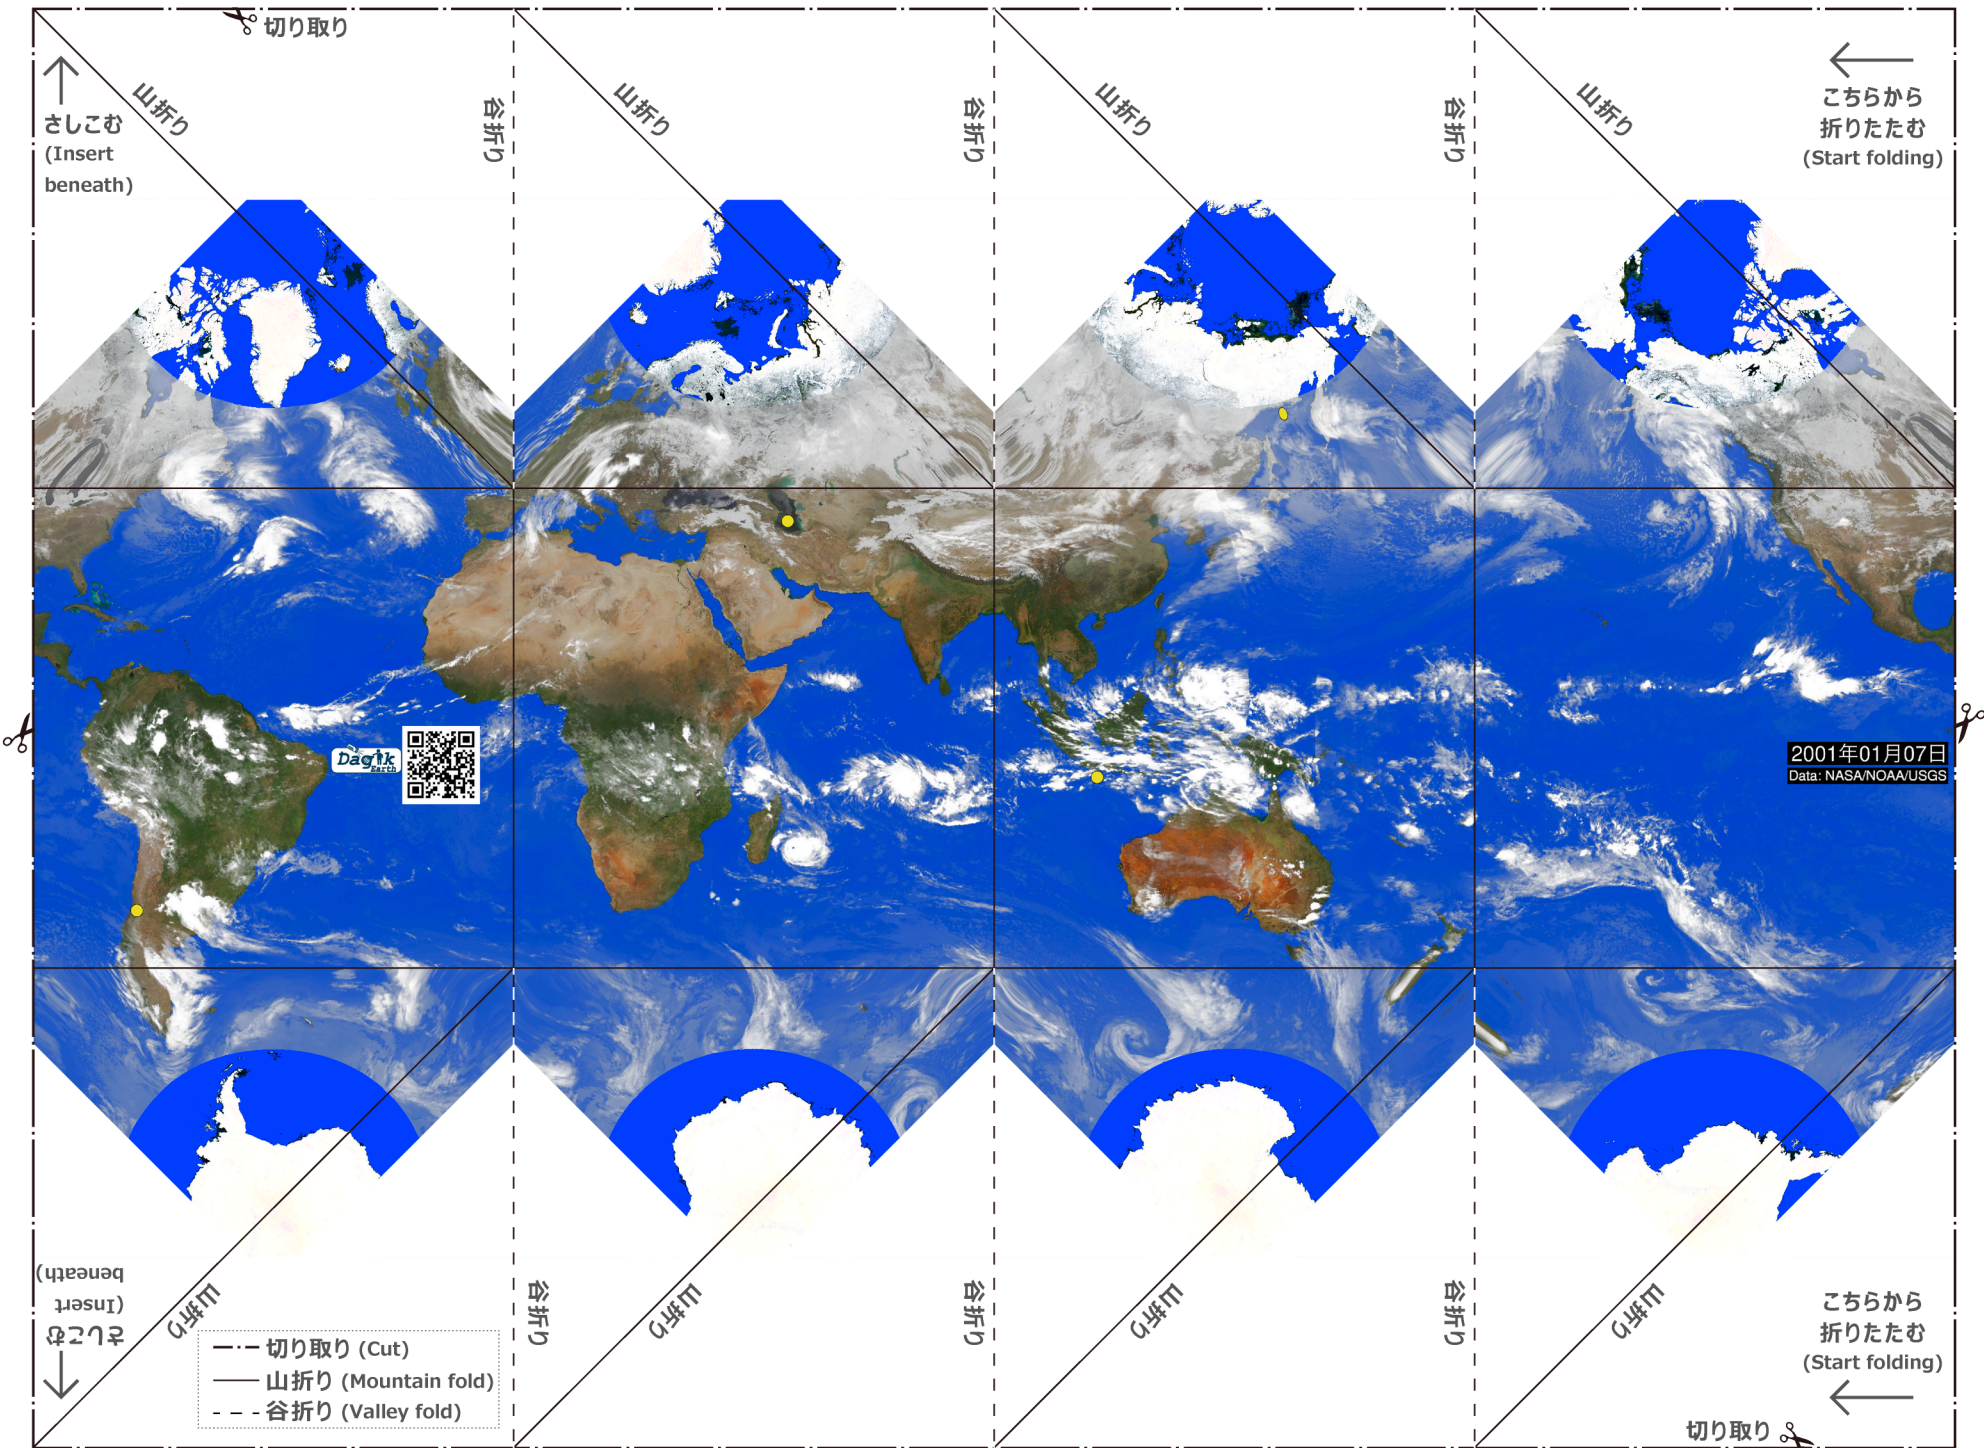 切り取り
さしこむ
(Insert
beneath)
山折り
谷折り
山折り
谷折り
山折り
谷折り
山折り
こちらから
折りたたむ
(Start folding)
Dagik
Earth
2001年01月07日
Data: NASA/NOAA/USGS
さしこむ
(Insert
beneath)
山折り
谷折り
山折り
谷折り
山折り
谷折り
山折り
こちらから
折りたたむ
(Start folding)
切り取り (Cut)
山折り (Mountain fold)
谷折り (Valley fold)
切り取り